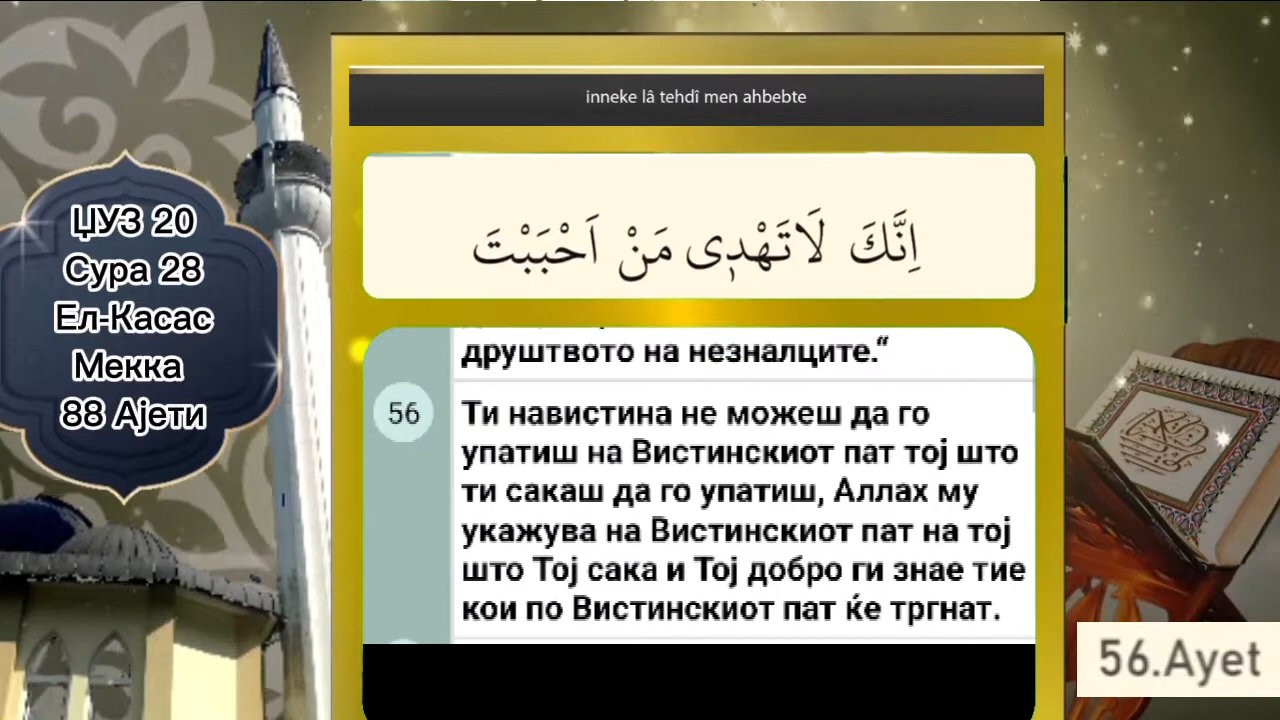 inneke lâ tehdî men ahbebte
اِنَّكَ لَاتَهْدٖى مَنْ اَحْبَبْتَ
ЏУЗ 20
Сура 28
Ел-Касас
Мекка
88 Ајети
друштвото на незналците.“
56
Ти навистина не можеш да го
упатиш на Вистинскиот пат тој што
ти сакаш да го упатиш, Аллах му
укажува на Вистинскиот пат на тој
што Тој сака и Тој добро ги знае тие
кои по Вистинскиот пат ќе тргнат.
56.Ayet